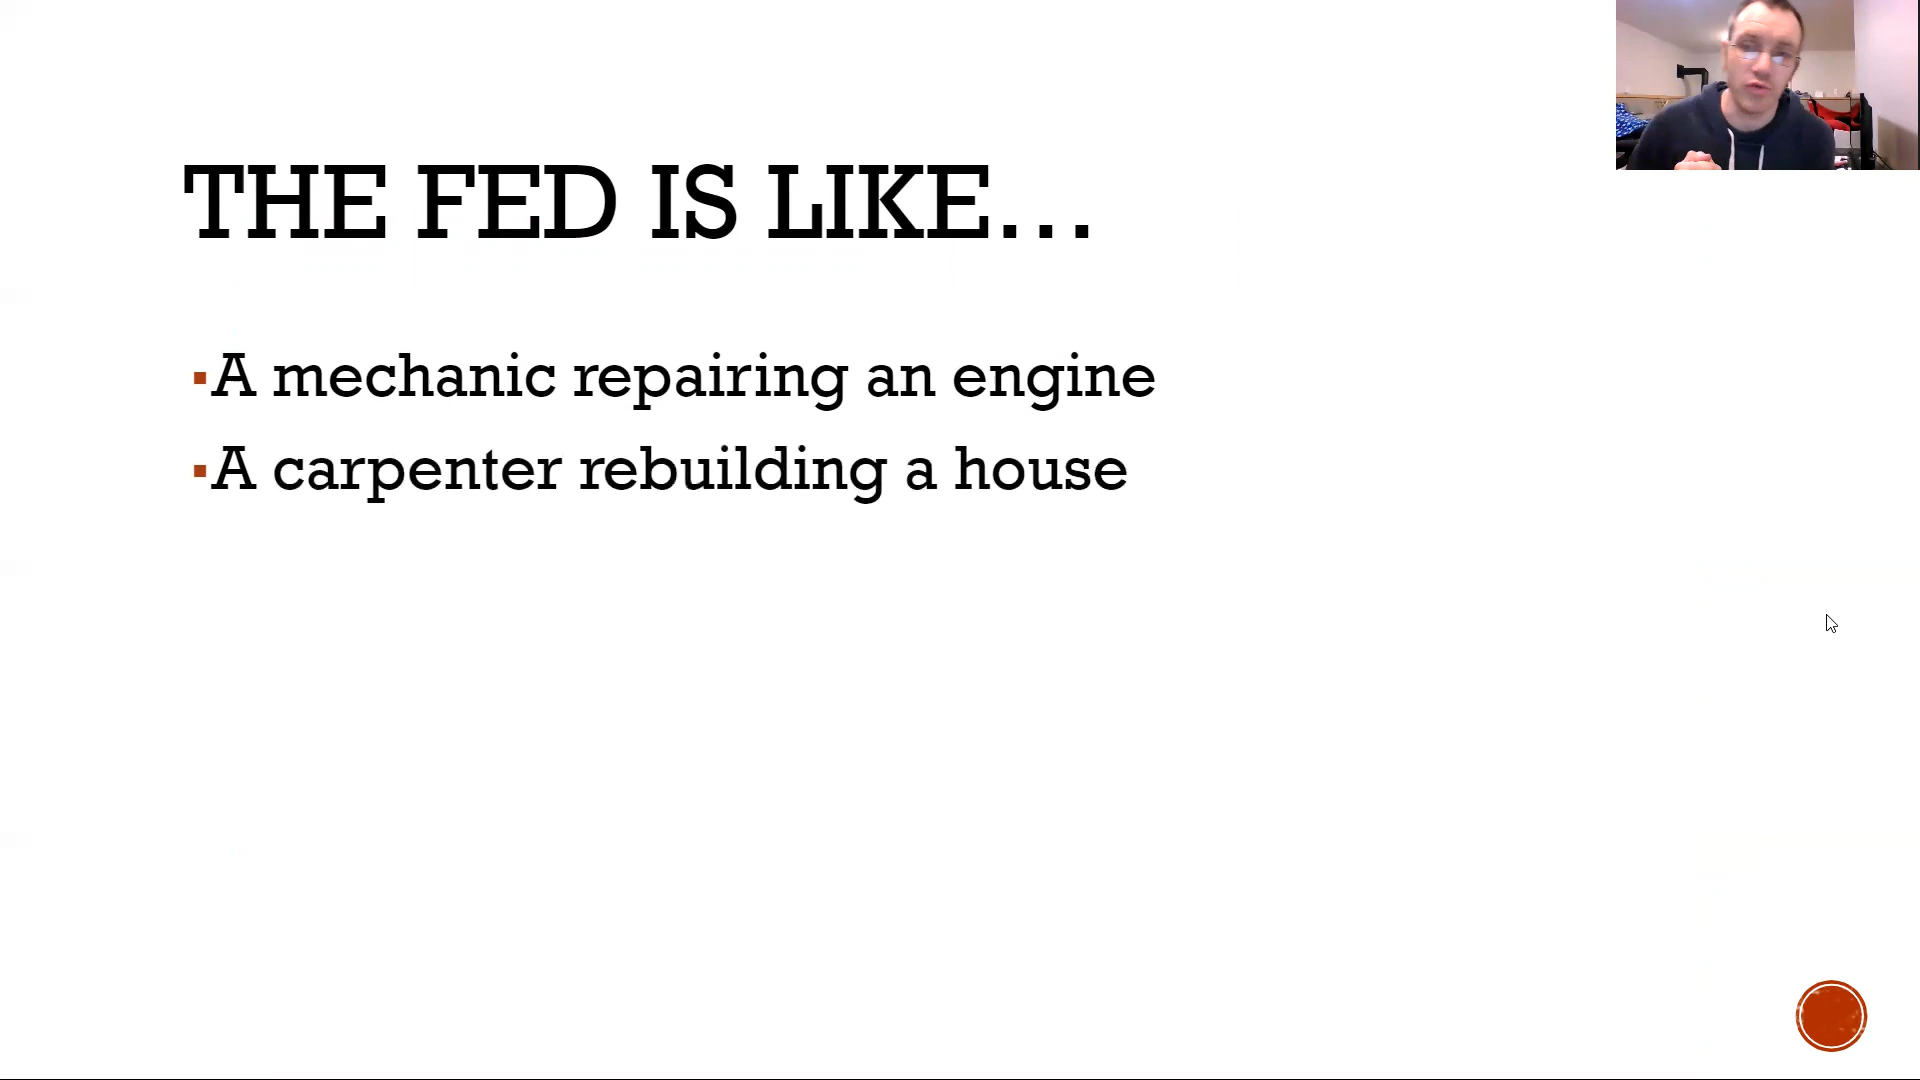 THE FED IS LIKE...
▪A mechanic repairing an engine
▪A carpenter rebuilding a house